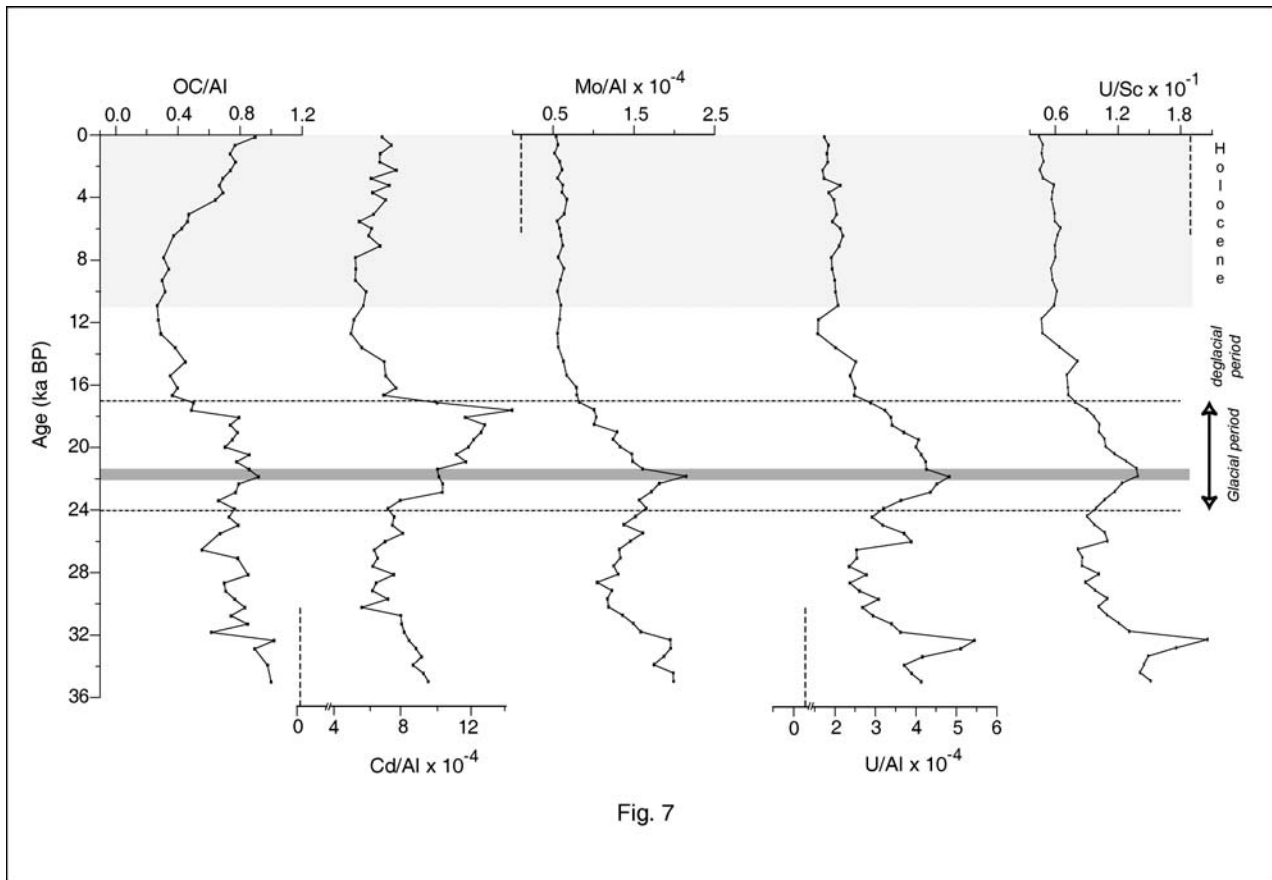 OC/Al
Mo/Al x 10-4
U/Sc x 10-1
0.0 0.4 0.8 1.2
0.5 1.5 2.5
0.6 1.2 1.8
Age (ka BP)
0
4
8
12
16
20
24
28
32
36
Holocene
deglacial period
Glacial period
0 4 8 12
Cd/Al x 10-4
0 2 3 4 5 6
U/Al x 10-4
Fig. 7